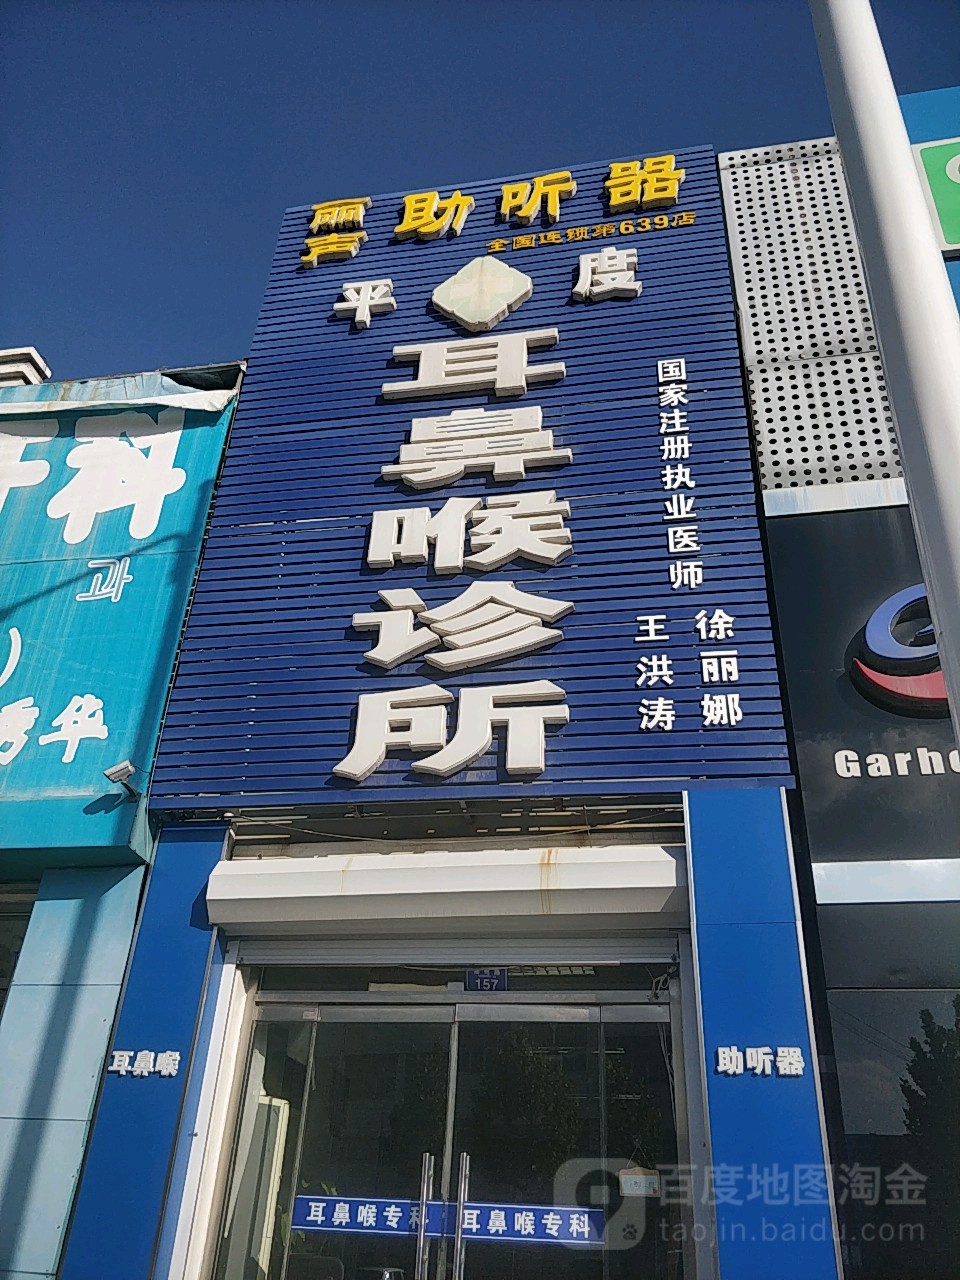 丽声 助听器
全国连锁第639店
平度
耳鼻喉诊所
国家注册执业医师
徐丽娜
王洪涛
科
과
秀华
Garhe
157
耳鼻喉
助听器
耳鼻喉专科
耳鼻喉专科
百度地图淘金
taojin.baidu.com